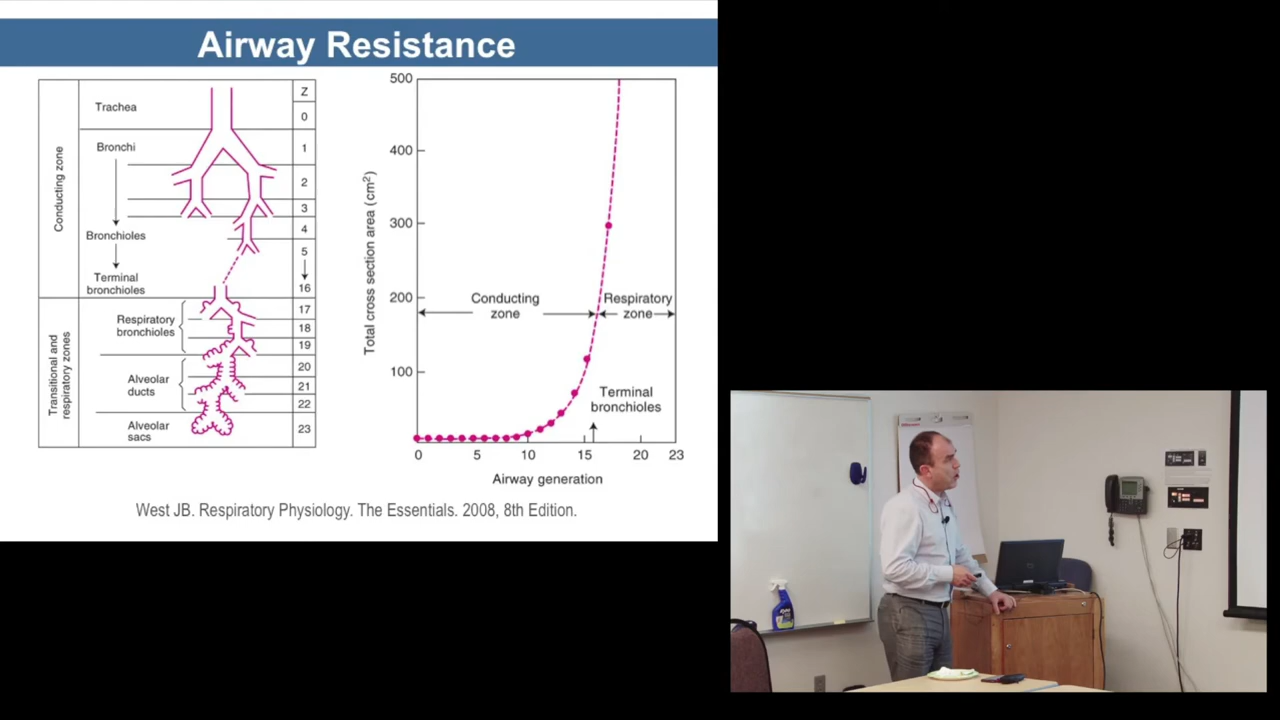 Airway Resistance
Conducting zone
Transitional and
respiratory zones
Trachea
Bronchi
Bronchioles
Terminal
bronchioles
Respiratory
bronchioles
Alveolar
ducts
Alveolar
sacs
Z
0
1
2
3
4
5
16
17
18
19
20
21
22
23
Total cross section area (cm²)
500
400
300
200
100
Conducting
zone
Respiratory
zone
Terminal
bronchioles
0
5
10
15
20
23
Airway generation
West JB. Respiratory Physiology. The Essentials. 2008, 8th Edition.